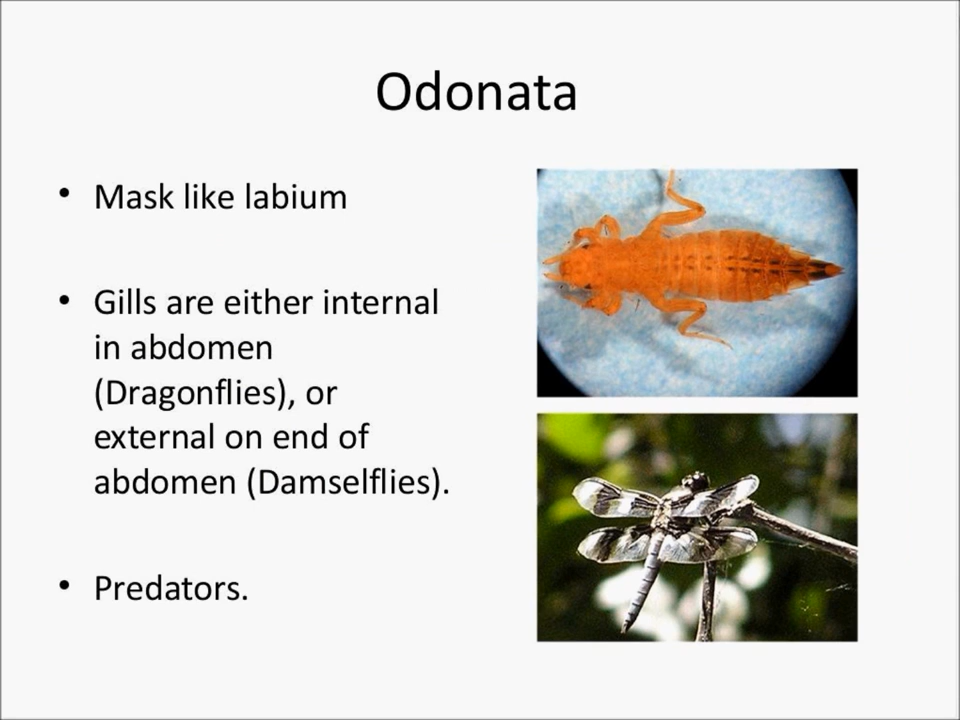 Odonata
• Mask like labium
• Gills are either internal
in abdomen
(Dragonflies), or
external on end of
abdomen (Damselflies).
• Predators.